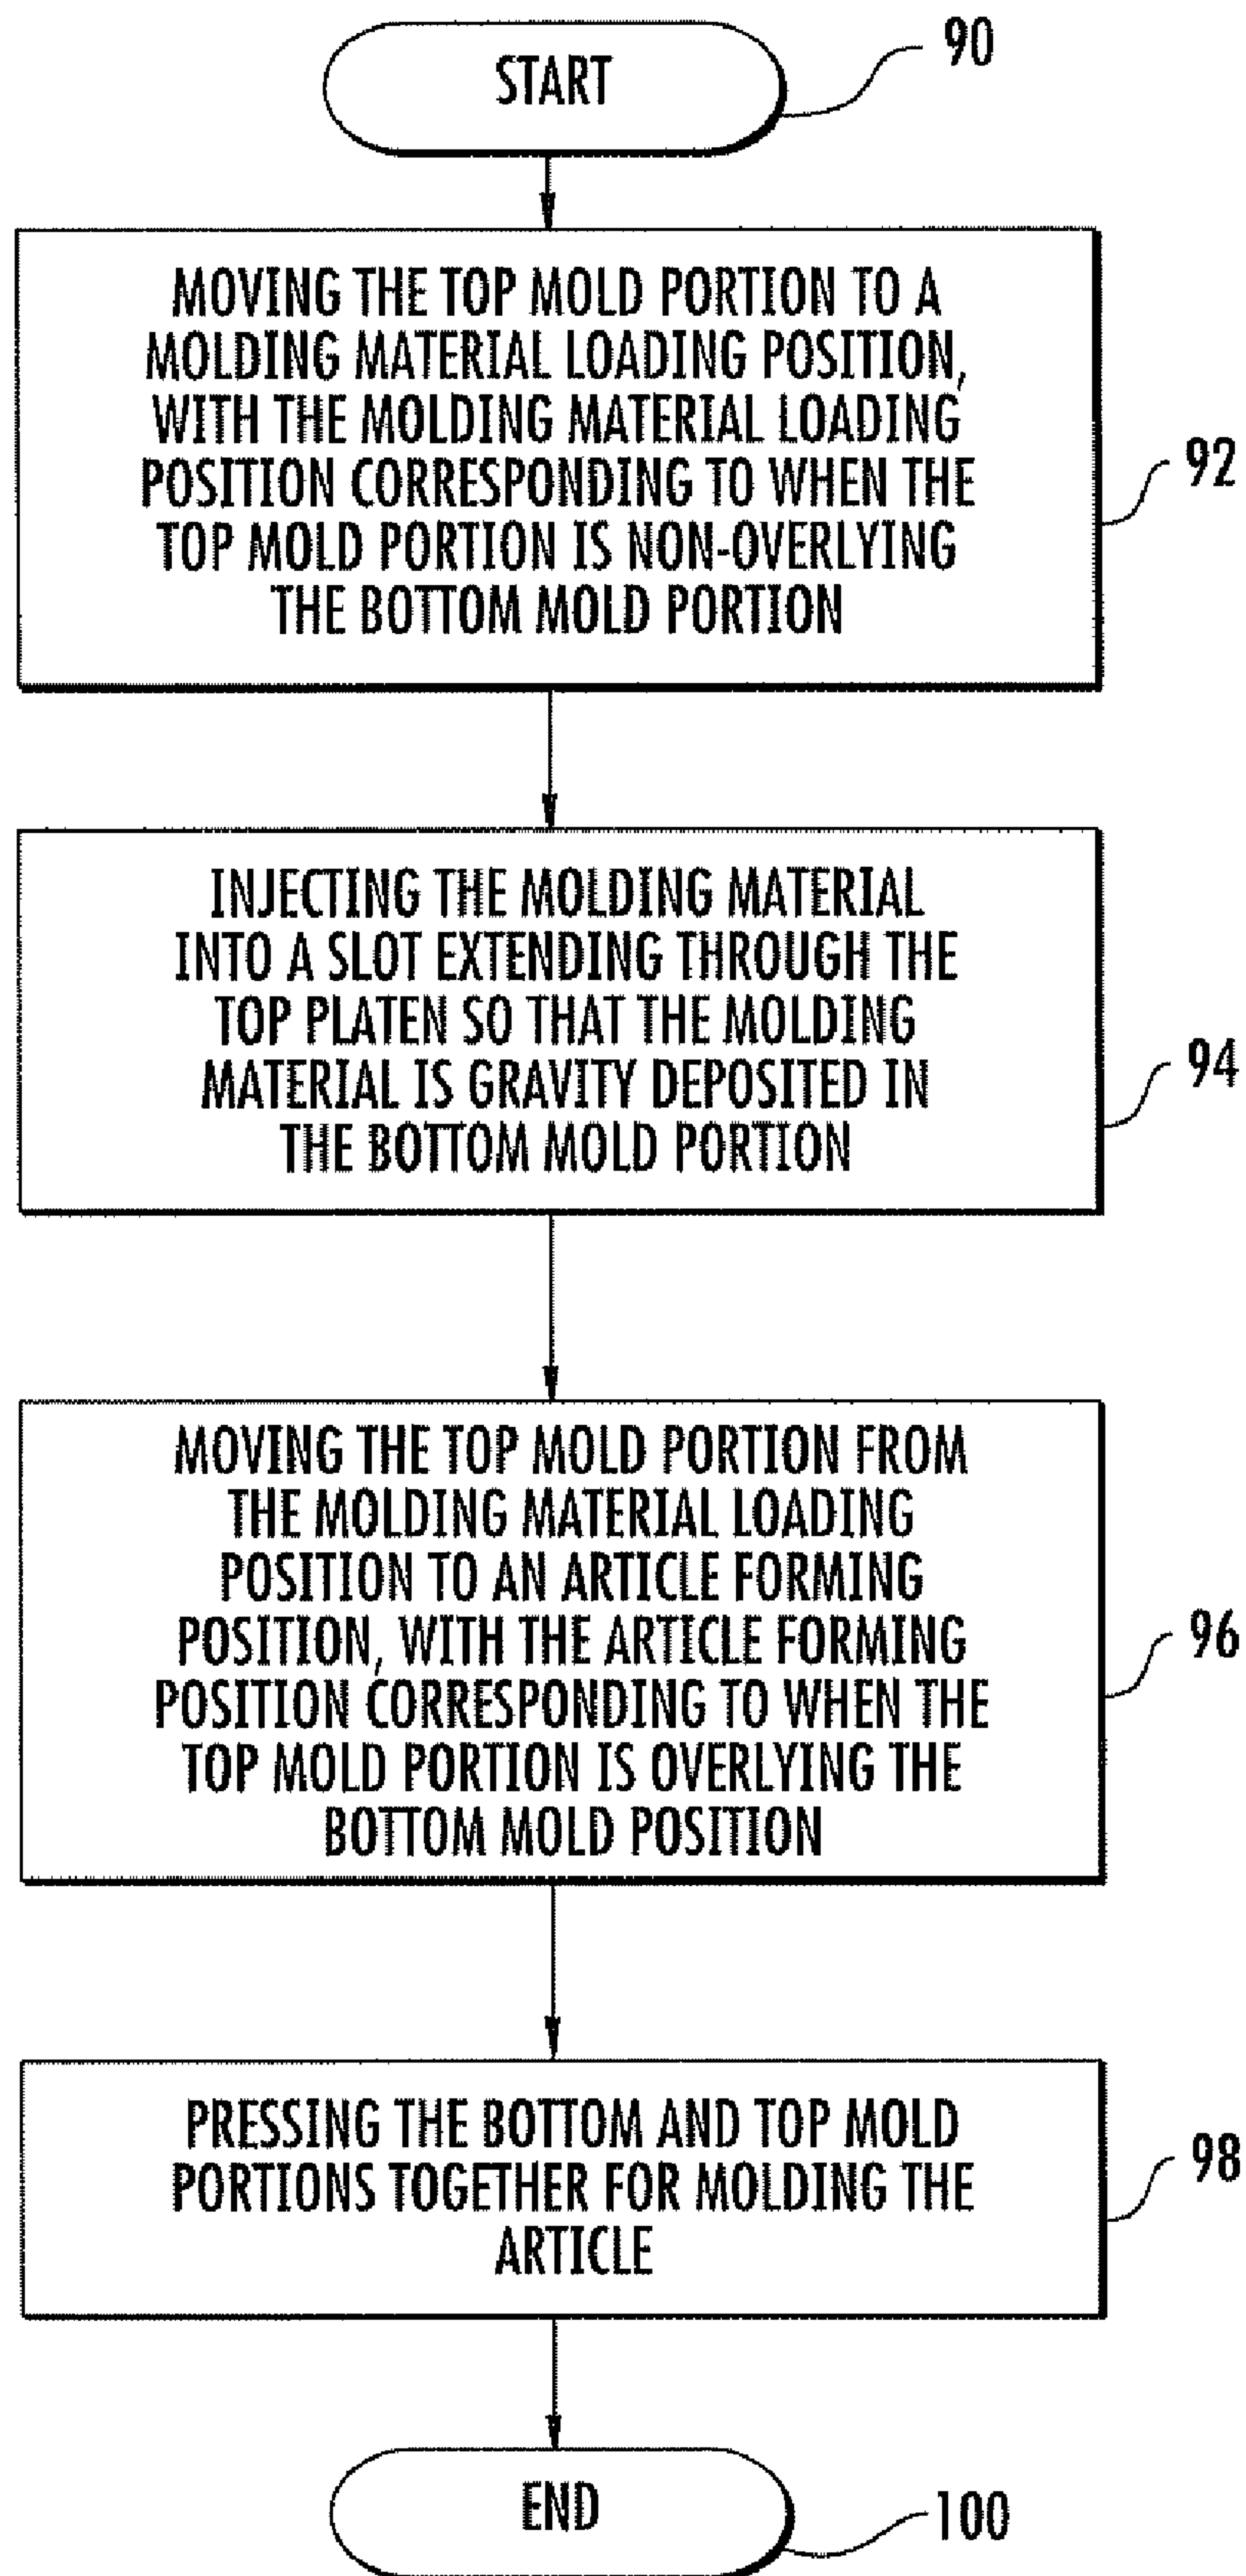 START
90
MOVING THE TOP MOLD PORTION TO A
MOLDING MATERIAL LOADING POSITION,
WITH THE MOLDING MATERIAL LOADING
POSITION CORRESPONDING TO WHEN THE
TOP MOLD PORTION IS NON-OVERLYING
THE BOTTOM MOLD PORTION
92
INJECTING THE MOLDING MATERIAL
INTO A SLOT EXTENDING THROUGH THE
TOP PLATEN SO THAT THE MOLDING
MATERIAL IS GRAVITY DEPOSITED IN
THE BOTTOM MOLD PORTION
94
MOVING THE TOP MOLD PORTION FROM
THE MOLDING MATERIAL LOADING
POSITION TO AN ARTICLE FORMING
POSITION, WITH THE ARTICLE FORMING
POSITION CORRESPONDING TO WHEN THE
TOP MOLD PORTION IS OVERLYING THE
BOTTOM MOLD POSITION
96
PRESSING THE BOTTOM AND TOP MOLD
PORTIONS TOGETHER FOR MOLDING THE
ARTICLE
98
END
100